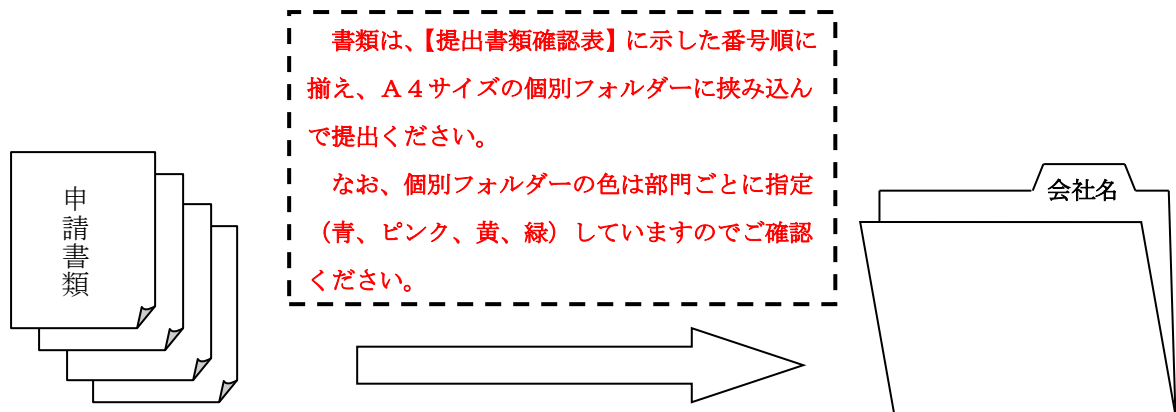 書類は、【提出書類確認表】に示した番号順に
揃え、Ａ４サイズの個別フォルダーに挟み込ん
で提出ください。
なお、個別フォルダーの色は部門ごとに指定
（青、ピンク、黄、緑）していますのでご確認
ください。
申請書類
会社名